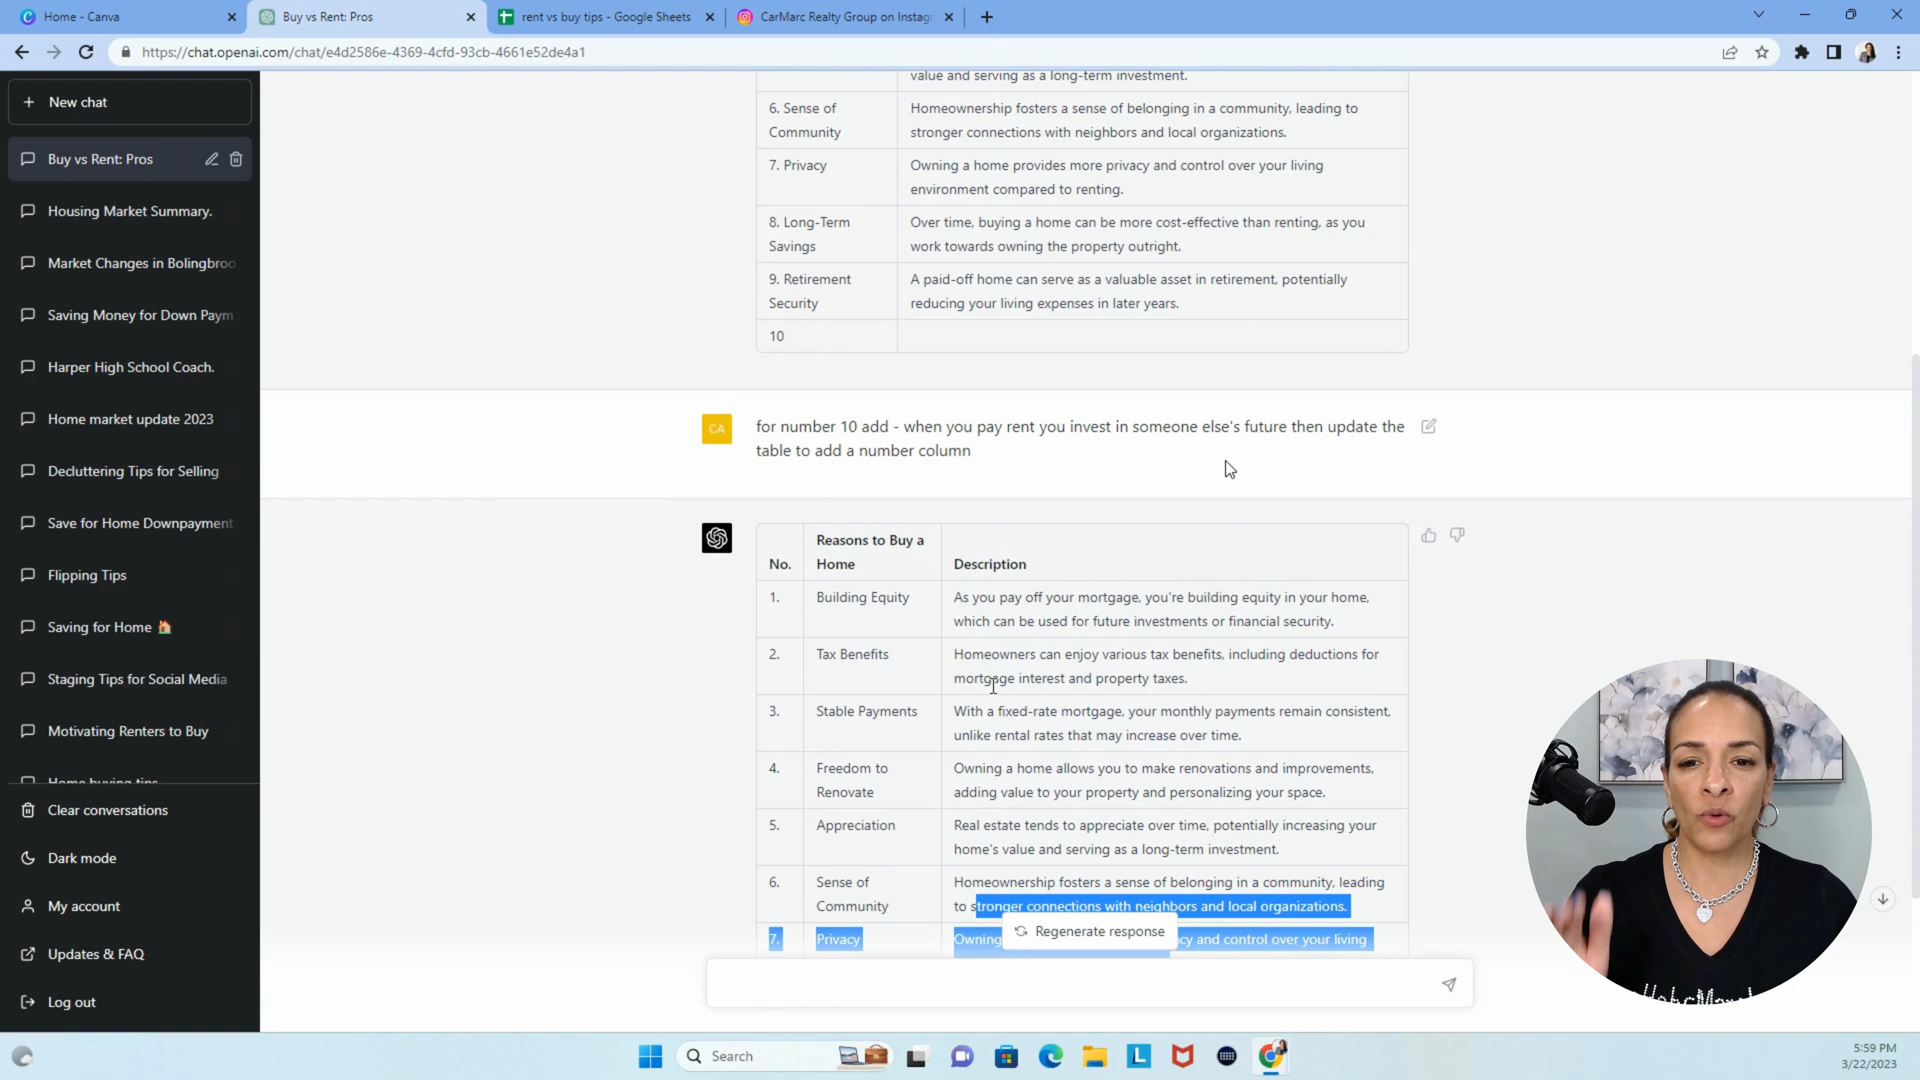 Home - Canva
Buy vs Rent: Pros
rent vs buy tips - Google Sheets
CarMarc Realty Group on Instag
https://chat.openai.com/chat/e4d2586e-4369-4cfd-93cb-4661e52de4a1
New chat
Buy vs Rent: Pros
Housing Market Summary.
Market Changes in Bolingbroo
Saving Money for Down Paym
Harper High School Coach.
Home market update 2023
Decluttering Tips for Selling
Save for Home Downpayment
Flipping Tips
Saving for Home 🏠
Staging Tips for Social Media
Motivating Renters to Buy
Home buying tips
Clear conversations
Dark mode
My account
Updates & FAQ
Log out
value and serving as a long-term investment.
6. Sense of
Community
Homeownership fosters a sense of belonging in a community, leading to
stronger connections with neighbors and local organizations.
7. Privacy
Owning a home provides more privacy and control over your living
environment compared to renting.
8. Long-Term
Savings
Over time, buying a home can be more cost-effective than renting, as you
work towards owning the property outright.
9. Retirement
Security
A paid-off home can serve as a valuable asset in retirement, potentially
reducing your living expenses in later years.
10
CA
for number 10 add - when you pay rent you invest in someone else's future then update the
table to add a number column
No.
Reasons to Buy a
Home
Description
1.
Building Equity
As you pay off your mortgage, you're building equity in your home,
which can be used for future investments or financial security.
2.
Tax Benefits
Homeowners can enjoy various tax benefits, including deductions for
mortgage interest and property taxes.
3.
Stable Payments
With a fixed-rate mortgage, your monthly payments remain consistent,
unlike rental rates that may increase over time.
4.
Freedom to
Renovate
Owning a home allows you to make renovations and improvements,
adding value to your property and personalizing your space.
5.
Appreciation
Real estate tends to appreciate over time, potentially increasing your
home's value and serving as a long-term investment.
6.
Sense of
Community
Homeownership fosters a sense of belonging in a community, leading
to stronger connections with neighbors and local organizations.
7.
Privacy
Owning
cy and control over your living
Regenerate response
Search
L
5:59 PM
3/22/2023